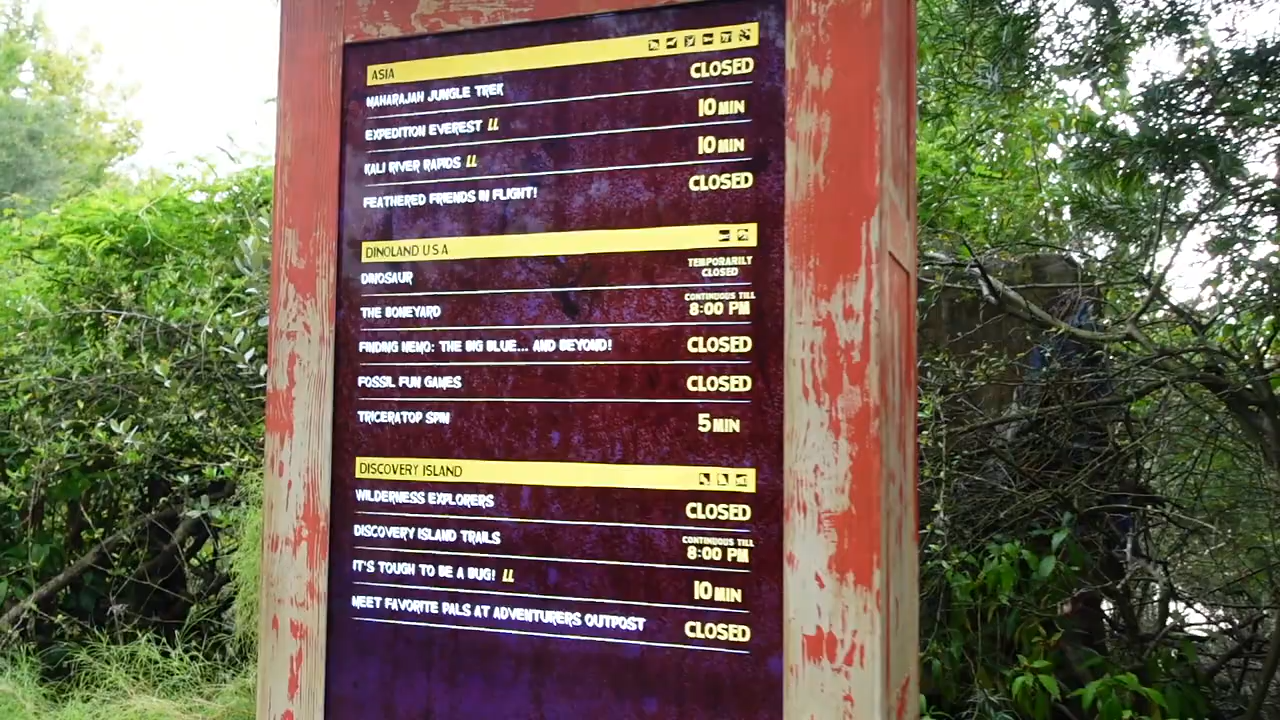 ASIA
MAHARAJAH JUNGLE TREK CLOSED
EXPEDITION EVEREST LL 10 MIN
KALI RIVER RAPIDS LL 10 MIN
FEATHERED FRIENDS IN FLIGHT! CLOSED
DINOLAND U.S.A
DINOSAUR TEMPORARILY CLOSED
THE BONEYARD CONTINUOUS TILL 8:00 PM
FINDING NEMO: THE BIG BLUE... AND BEYOND! CLOSED
FOSSIL FUN GAMES CLOSED
TRICERATOP SPIN 5 MIN
DISCOVERY ISLAND
WILDERNESS EXPLORERS CLOSED
DISCOVERY ISLAND TRAILS CONTINUOUS TILL 8:00 PM
IT'S TOUGH TO BE A BUG! LL 10 MIN
MEET FAVORITE PALS AT ADVENTURERS OUTPOST CLOSED